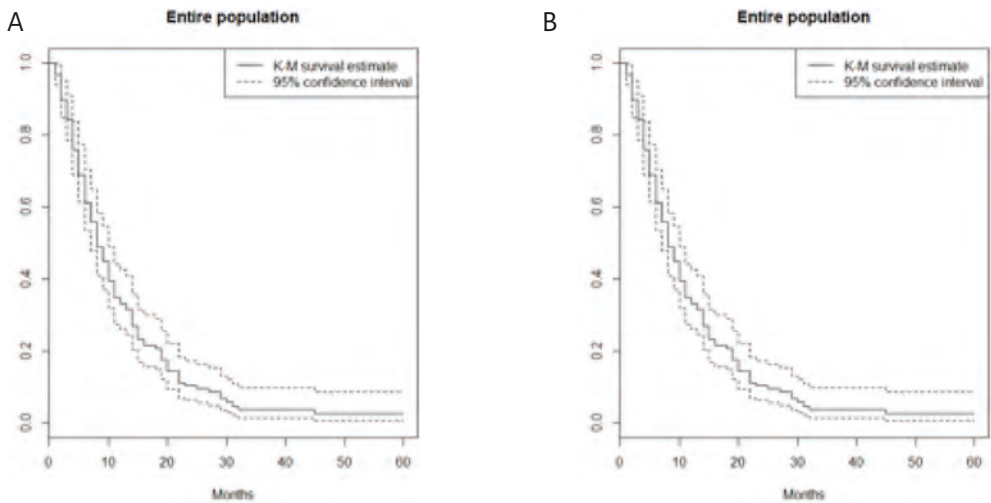 A
Entire population
K-M survival estimate
95% confidence interval
1.0
0.8
0.6
0.4
0.2
0.0
0 10 20 30 40 50 60
Months
B
Entire population
K-M survival estimate
95% confidence interval
1.0
0.8
0.6
0.4
0.2
0.0
0 10 20 30 40 50 60
Months